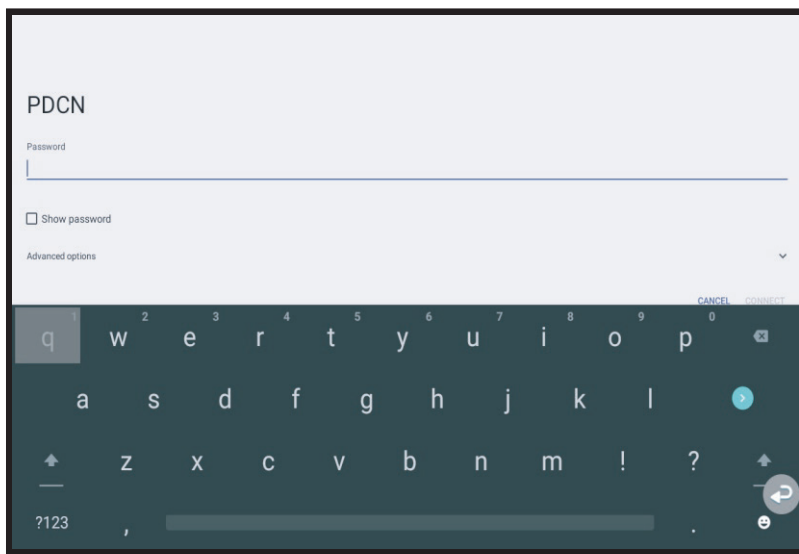 PDCN
Password
Show password
Advanced options
CANCEL CONNECT
1 2 3 4 5 6 7 8 9 0
q w e r t y u i o p
a s d f g h j k l
z x c v b n m ! ?
?123 , .